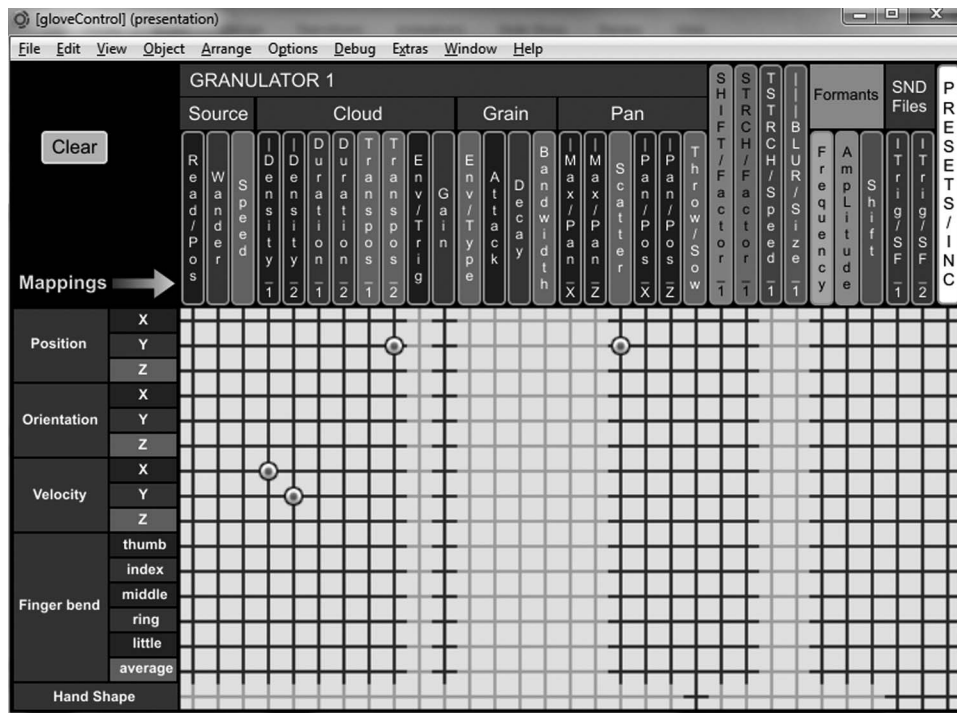 [gloveControl] (presentation)
File Edit View Object Arrange Options Debug Extras Window Help
GRANULATOR 1
Source Cloud Grain Pan
Formants
SND Files
Clear
Read/Pos
Wander
Speed
|Density_1
|Density_2
Duration_1
Duration_2
Transpos_1
Transpos_2
Env/Trig
Gain
Env/Type
Attack
Decay
Bandwidth
|Max/Pan_X
|Max/Pan_Z
Scatter
|Pan/Pos_X
|Pan/Pos_Z
Throw/Sow
SHIFT/Factor_1
STRCH/Factor_1
TSTRCH/Speed_1
|||BLUR/Size_1
Frequency
AmpLitude
Shift
|Trig/SF_1
|Trig/SF_2
PRESETS/INC
Mappings
Position
X
Y
Z
Orientation
X
Y
Z
Velocity
X
Y
Z
Finger bend
thumb
index
middle
ring
little
average
Hand Shape